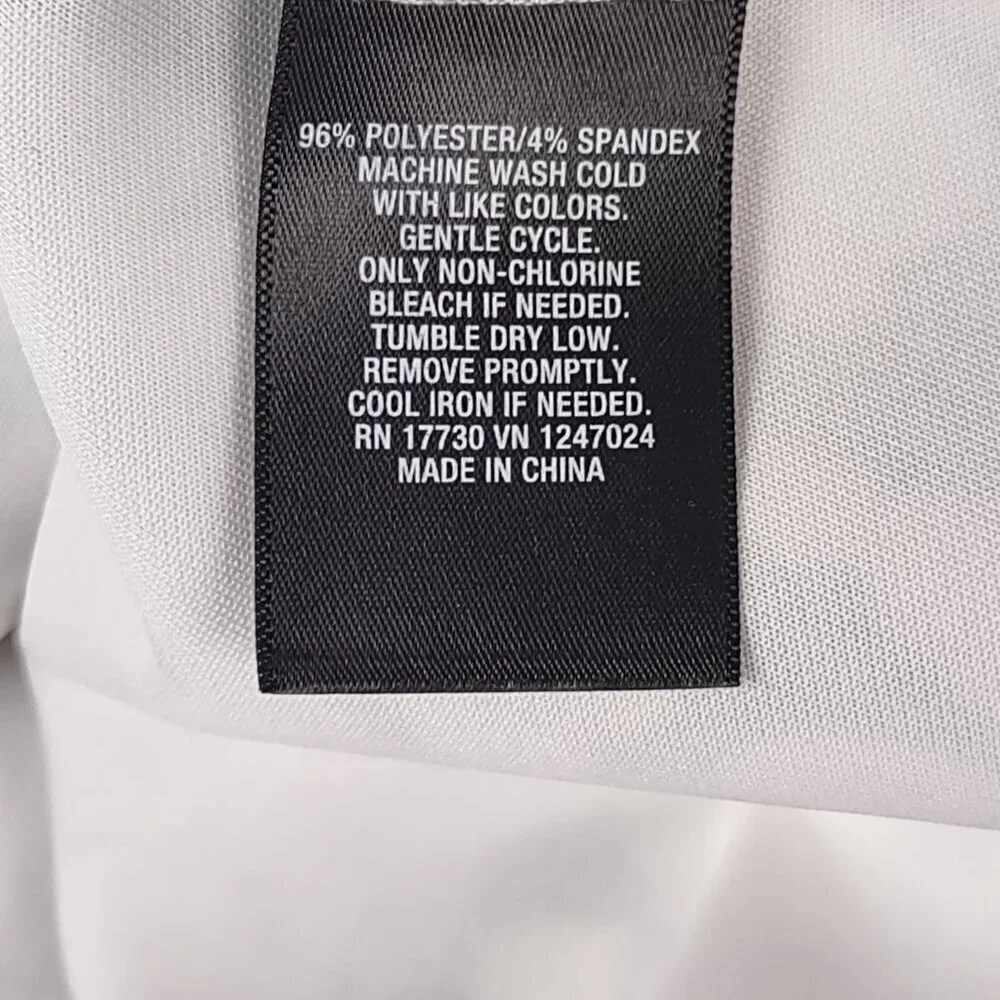 96% POLYESTER/4% SPANDEX
MACHINE WASH COLD
WITH LIKE COLORS.
GENTLE CYCLE.
ONLY NON-CHLORINE
BLEACH IF NEEDED.
TUMBLE DRY LOW.
REMOVE PROMPTLY.
COOL IRON IF NEEDED.
RN 17730 VN 1247024
MADE IN CHINA